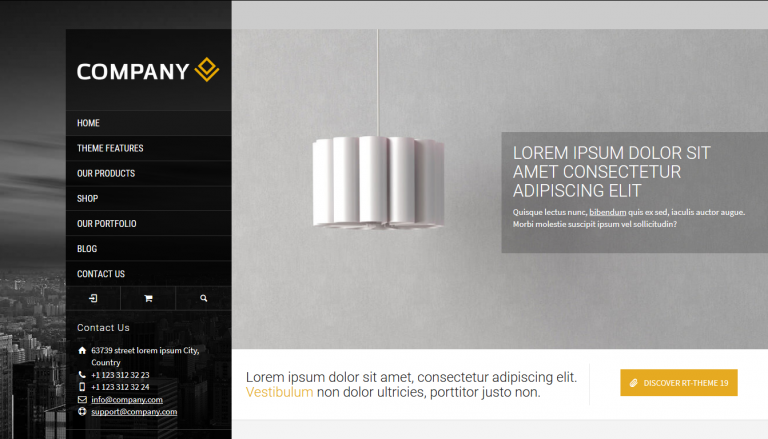 COMPANY
HOME
THEME FEATURES
OUR PRODUCTS
SHOP
OUR PORTFOLIO
BLOG
CONTACT US
Contact Us
63739 street lorem ipsum City,
Country
+1 123 312 32 23
+1 123 312 32 24
info@company.com
support@company.com
LOREM IPSUM DOLOR SIT
AMET CONSECTETUR
ADIPISCING ELIT
Quisque lectus nunc, bibendum quis ex sed, iaculis auctor augue.
Morbi molestie suscipit ipsum vel sollicitudin?
Lorem ipsum dolor sit amet, consectetur adipiscing elit.
Vestibulum non dolor ultricies, porttitor justo non.
DISCOVER RT-THEME 19